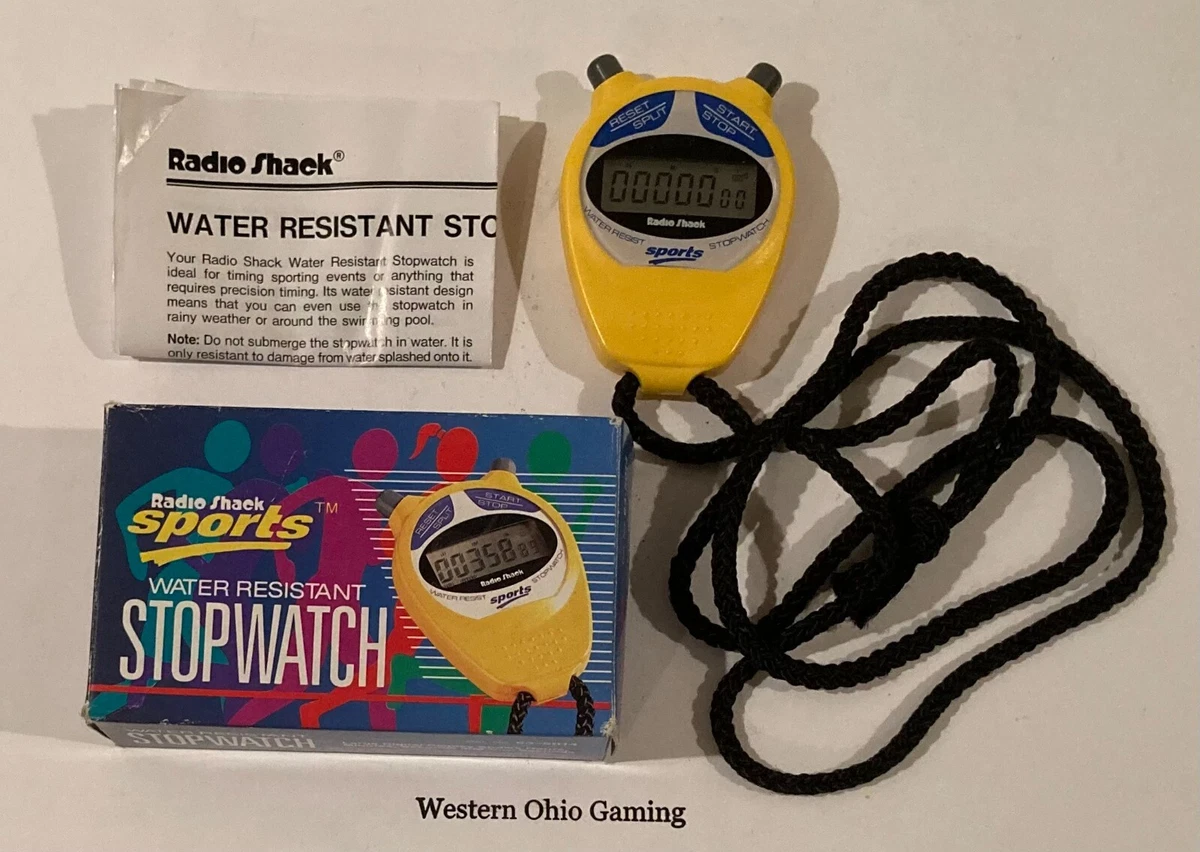 Radio Shack®
WATER RESISTANT STO
Your Radio Shack Water Resistant Stopwatch is
ideal for timing sporting events or anything that
requires precision timing. Its water resistant design
means that you can even use the stopwatch in
rainy weather or around the swimming pool.
Note: Do not submerge the stopwatch in water. It is
only resistant to damage from water splashed onto it.
RESET
SPLIT
START
STOP
00000 00
Radio Shack
WATER RESIST
STOPWATCH
sports
Radio Shack
sports™
WATER RESISTANT
STOPWATCH
RESET
SPLIT
START
STOP
00358 89
Radio Shack
WATER RESIST
STOPWATCH
sports
STOPWATCH
Western Ohio Gaming